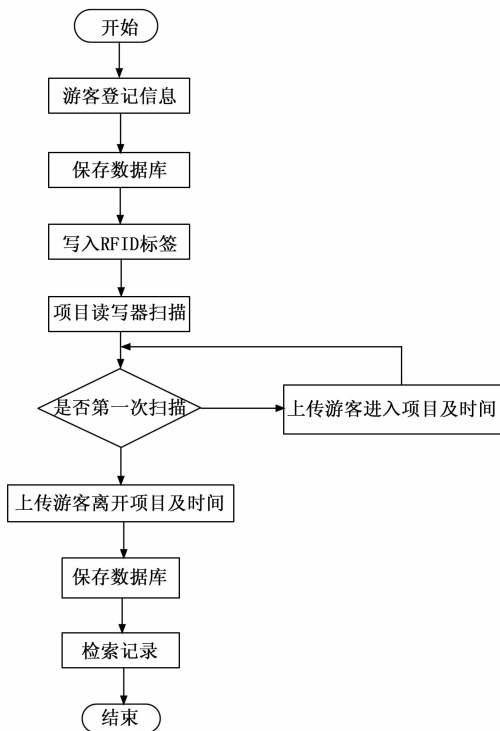 开始
游客登记信息
保存数据库
写入RFID标签
项目读写器扫描
是否第一次扫描
上传游客进入项目及时间
上传游客离开项目及时间
保存数据库
检索记录
结束